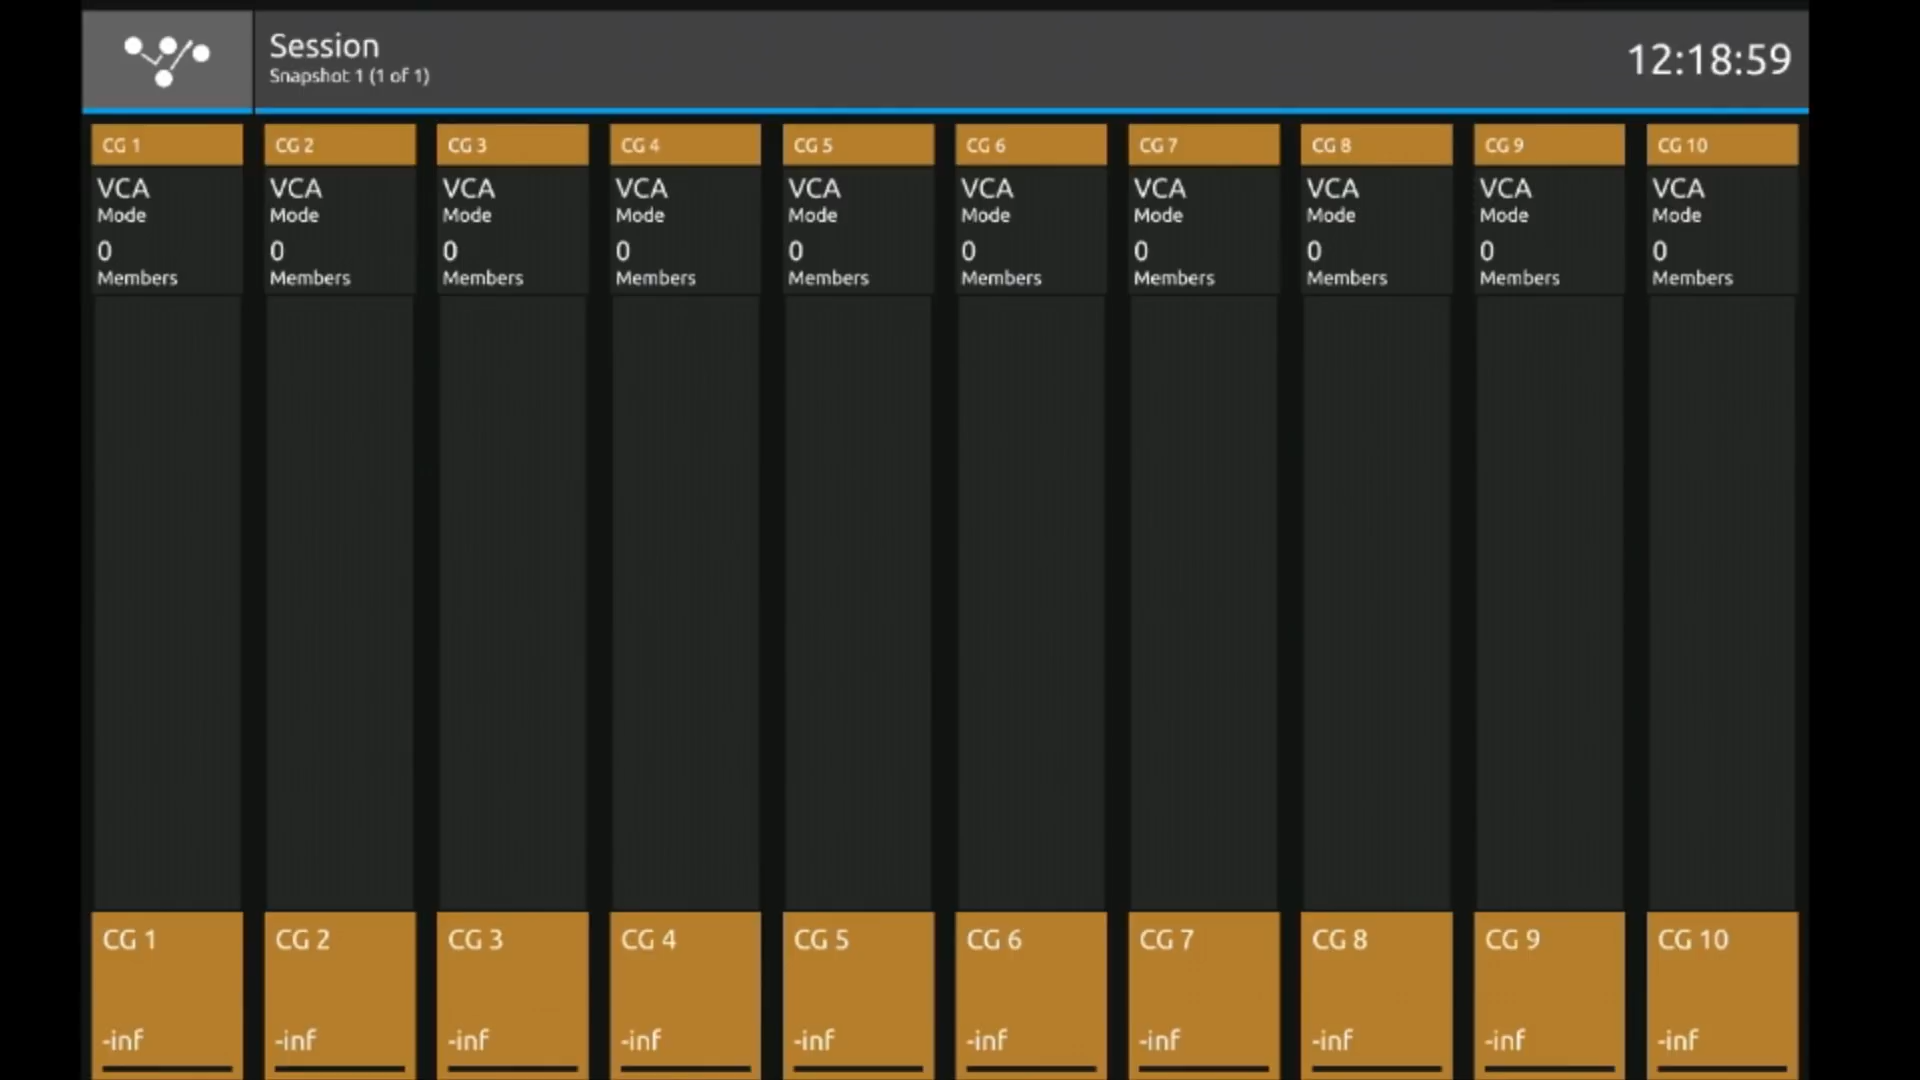 Session
Snapshot 1 (1 of 1)
12:18:59
CG 1 CG 2 CG 3 CG 4 CG 5 CG 6 CG 7 CG 8 CG 9 CG 10
VCA VCA VCA VCA VCA VCA VCA VCA VCA VCA
Mode Mode Mode Mode Mode Mode Mode Mode Mode Mode
0 0 0 0 0 0 0 0 0 0
Members Members Members Members Members Members Members Members Members Members
CG 1 CG 2 CG 3 CG 4 CG 5 CG 6 CG 7 CG 8 CG 9 CG 10
-inf -inf -inf -inf -inf -inf -inf -inf -inf -inf